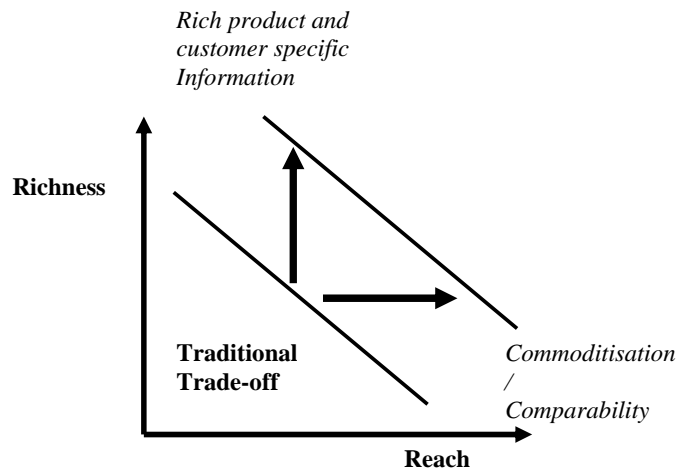 Rich product and
customer specific
Information
Richness
Traditional
Trade-off
Commoditisation
/
Comparability
Reach